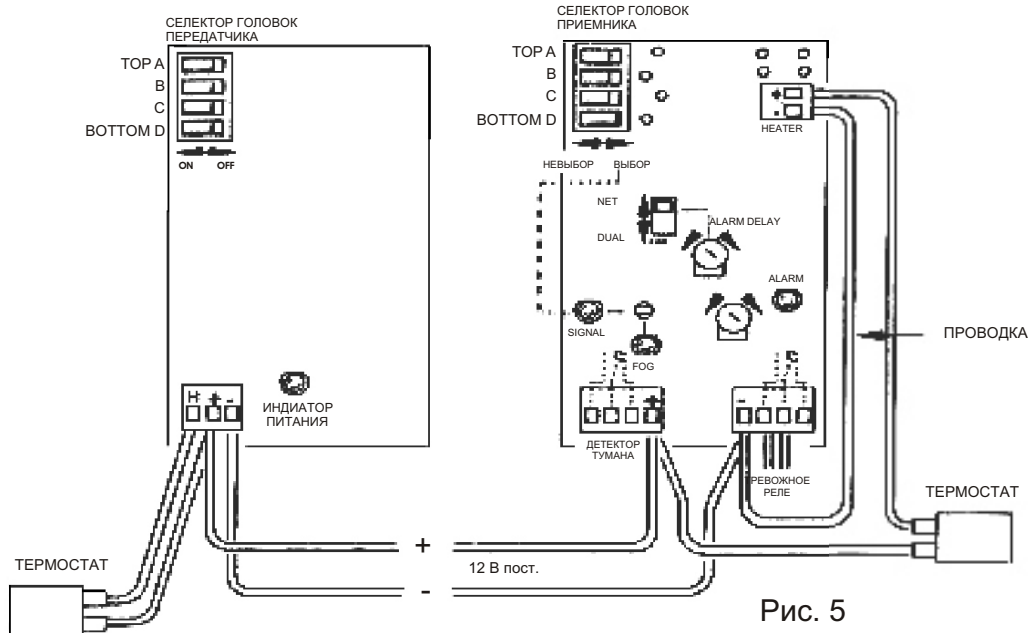 СЕЛЕКТОР ГОЛОВОК
ПЕРЕДАТЧИКА
TOP A
B
C
BOTTOM D
ON OFF
H + -
ИНДИАТОР
ПИТАНИЯ
ТЕРМОСТАТ
СЕЛЕКТОР ГОЛОВОК
ПРИЕМНИКА
TOP A
B
C
BOTTOM D
НЕВЫБОР ВЫБОР
+
-
HEATER
NET
DUAL
ALARM DELAY
ALARM
SIGNAL
FOG
C
C
+
-
ДЕТЕКТОР
ТУМАНА
ТРЕВОЖНОЕ
РЕЛЕ
ПРОВОДКА
ТЕРМОСТАТ
+
12 В пост.
-
Рис. 5